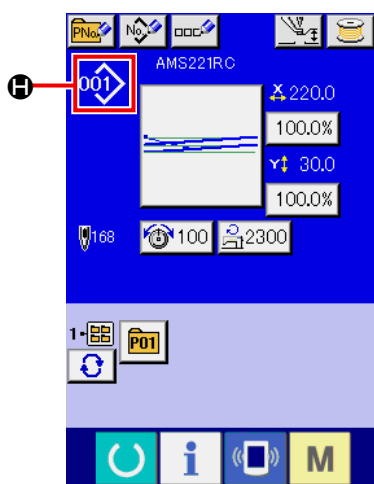 PNo. No.
AMS221RC
H 001
X 220.0
100.0%
Y 30.0
100.0%
168 100 2300
1•
P01
i M